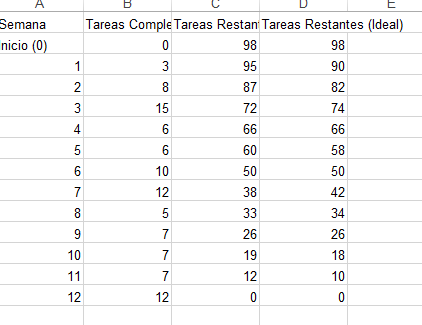 A B C D E
Semana Tareas Comple Tareas Restan Tareas Restantes (Ideal)
nicio (0) 0 98 98
1 3 95 90
2 8 87 82
3 15 72 74
4 6 66 66
5 6 60 58
6 10 50 50
7 12 38 42
8 5 33 34
9 7 26 26
10 7 19 18
11 7 12 10
12 12 0 0